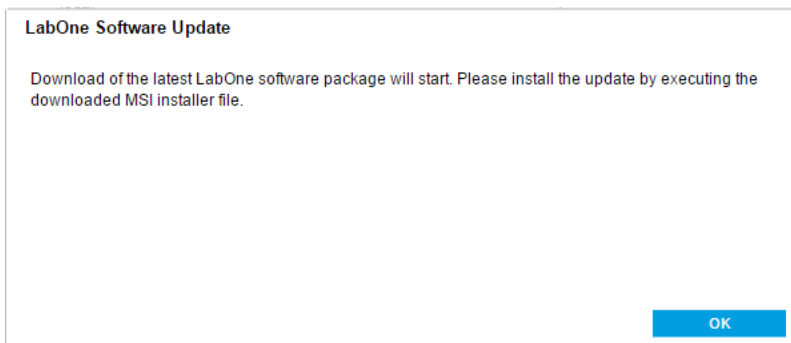 LabOne Software Update
Download of the latest LabOne software package will start. Please install the update by executing the
downloaded MSI installer file.
OK